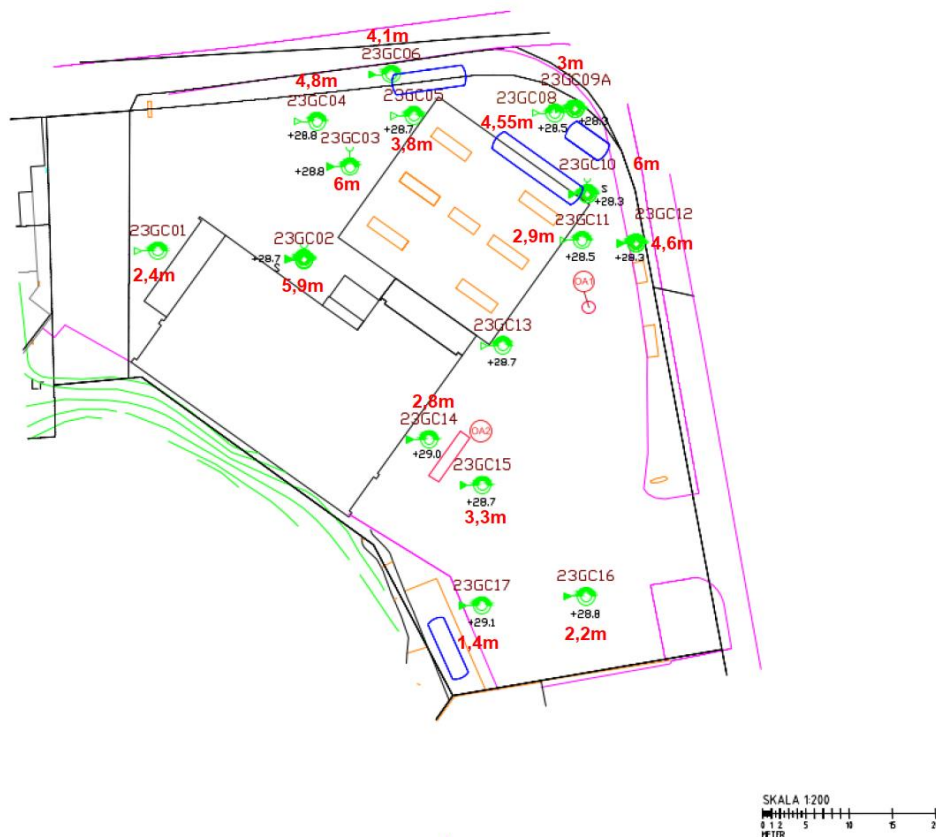 4,1m
23GC06
4,8m
23GC04
+28.8
23GC05
+28.7
3m
23GC09A
23GC08
+28.5
+28.3
23GC03
+28.8
6m
3,8m
4,55m
23GC10
S
+28.3
6m
23GC01
2,4m
23GC02
S
+28.7
5,9m
23GC11
+28.5
2,9m
23GC12
+28.3
4,6m
OA1
23GC13
+28.7
2,8m
23GC14
+29.0
OA2
23GC15
+28.7
3,3m
23GC17
+29.1
1,4m
23GC16
+28.8
2,2m
SKALA 1:200
0 1 2 5 10 15
METER